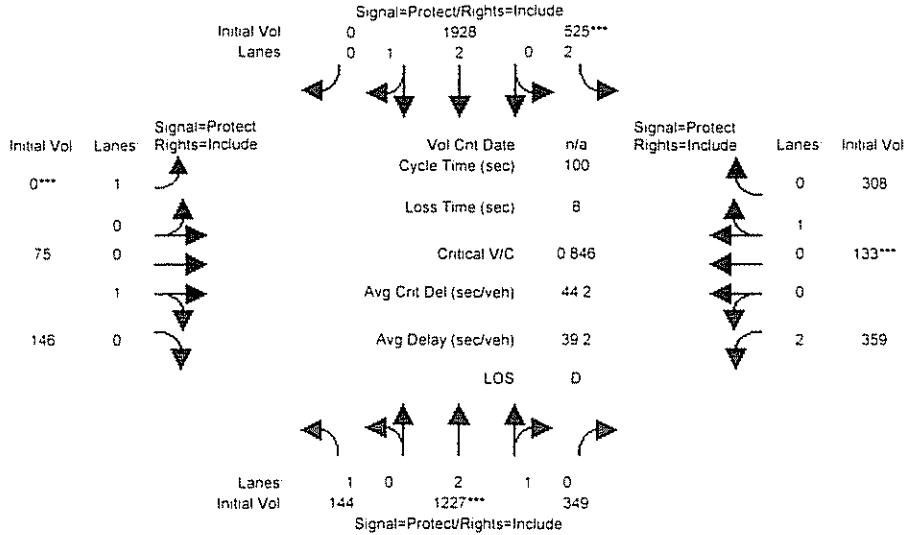 Signal=Protect/Rights=Include
Initial Vol 0 1928 525***
Lanes 0 1 2 0 2
Initial Vol Lanes Signal=Protect Rights=Include
Vol Cnt Date n/a
Cycle Time (sec) 100
Loss Time (sec) 8
Critical V/C 0 846
Avg Crit Del (sec/veh) 44 2
Avg Delay (sec/veh) 39 2
LOS D
0*** 1
0
75 0
1
146 0
Signal=Protect Rights=Include Lanes Initial Vol
0 308
1
0 133***
0
2 359
Lanes 1 0 2 1 0
Initial Vol 144 1227*** 349
Signal=Protect/Rights=Include